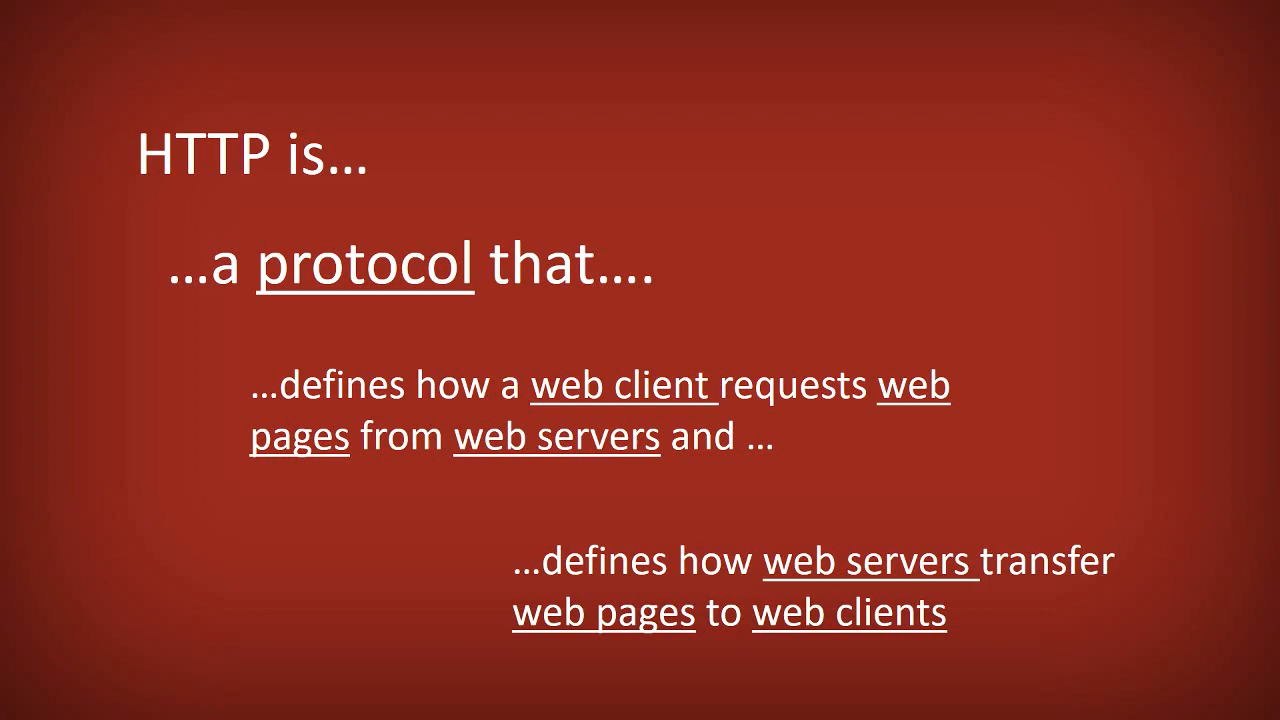 HTTP is…
…a protocol that….
…defines how a web client requests web
pages from web servers and …
…defines how web servers transfer
web pages to web clients